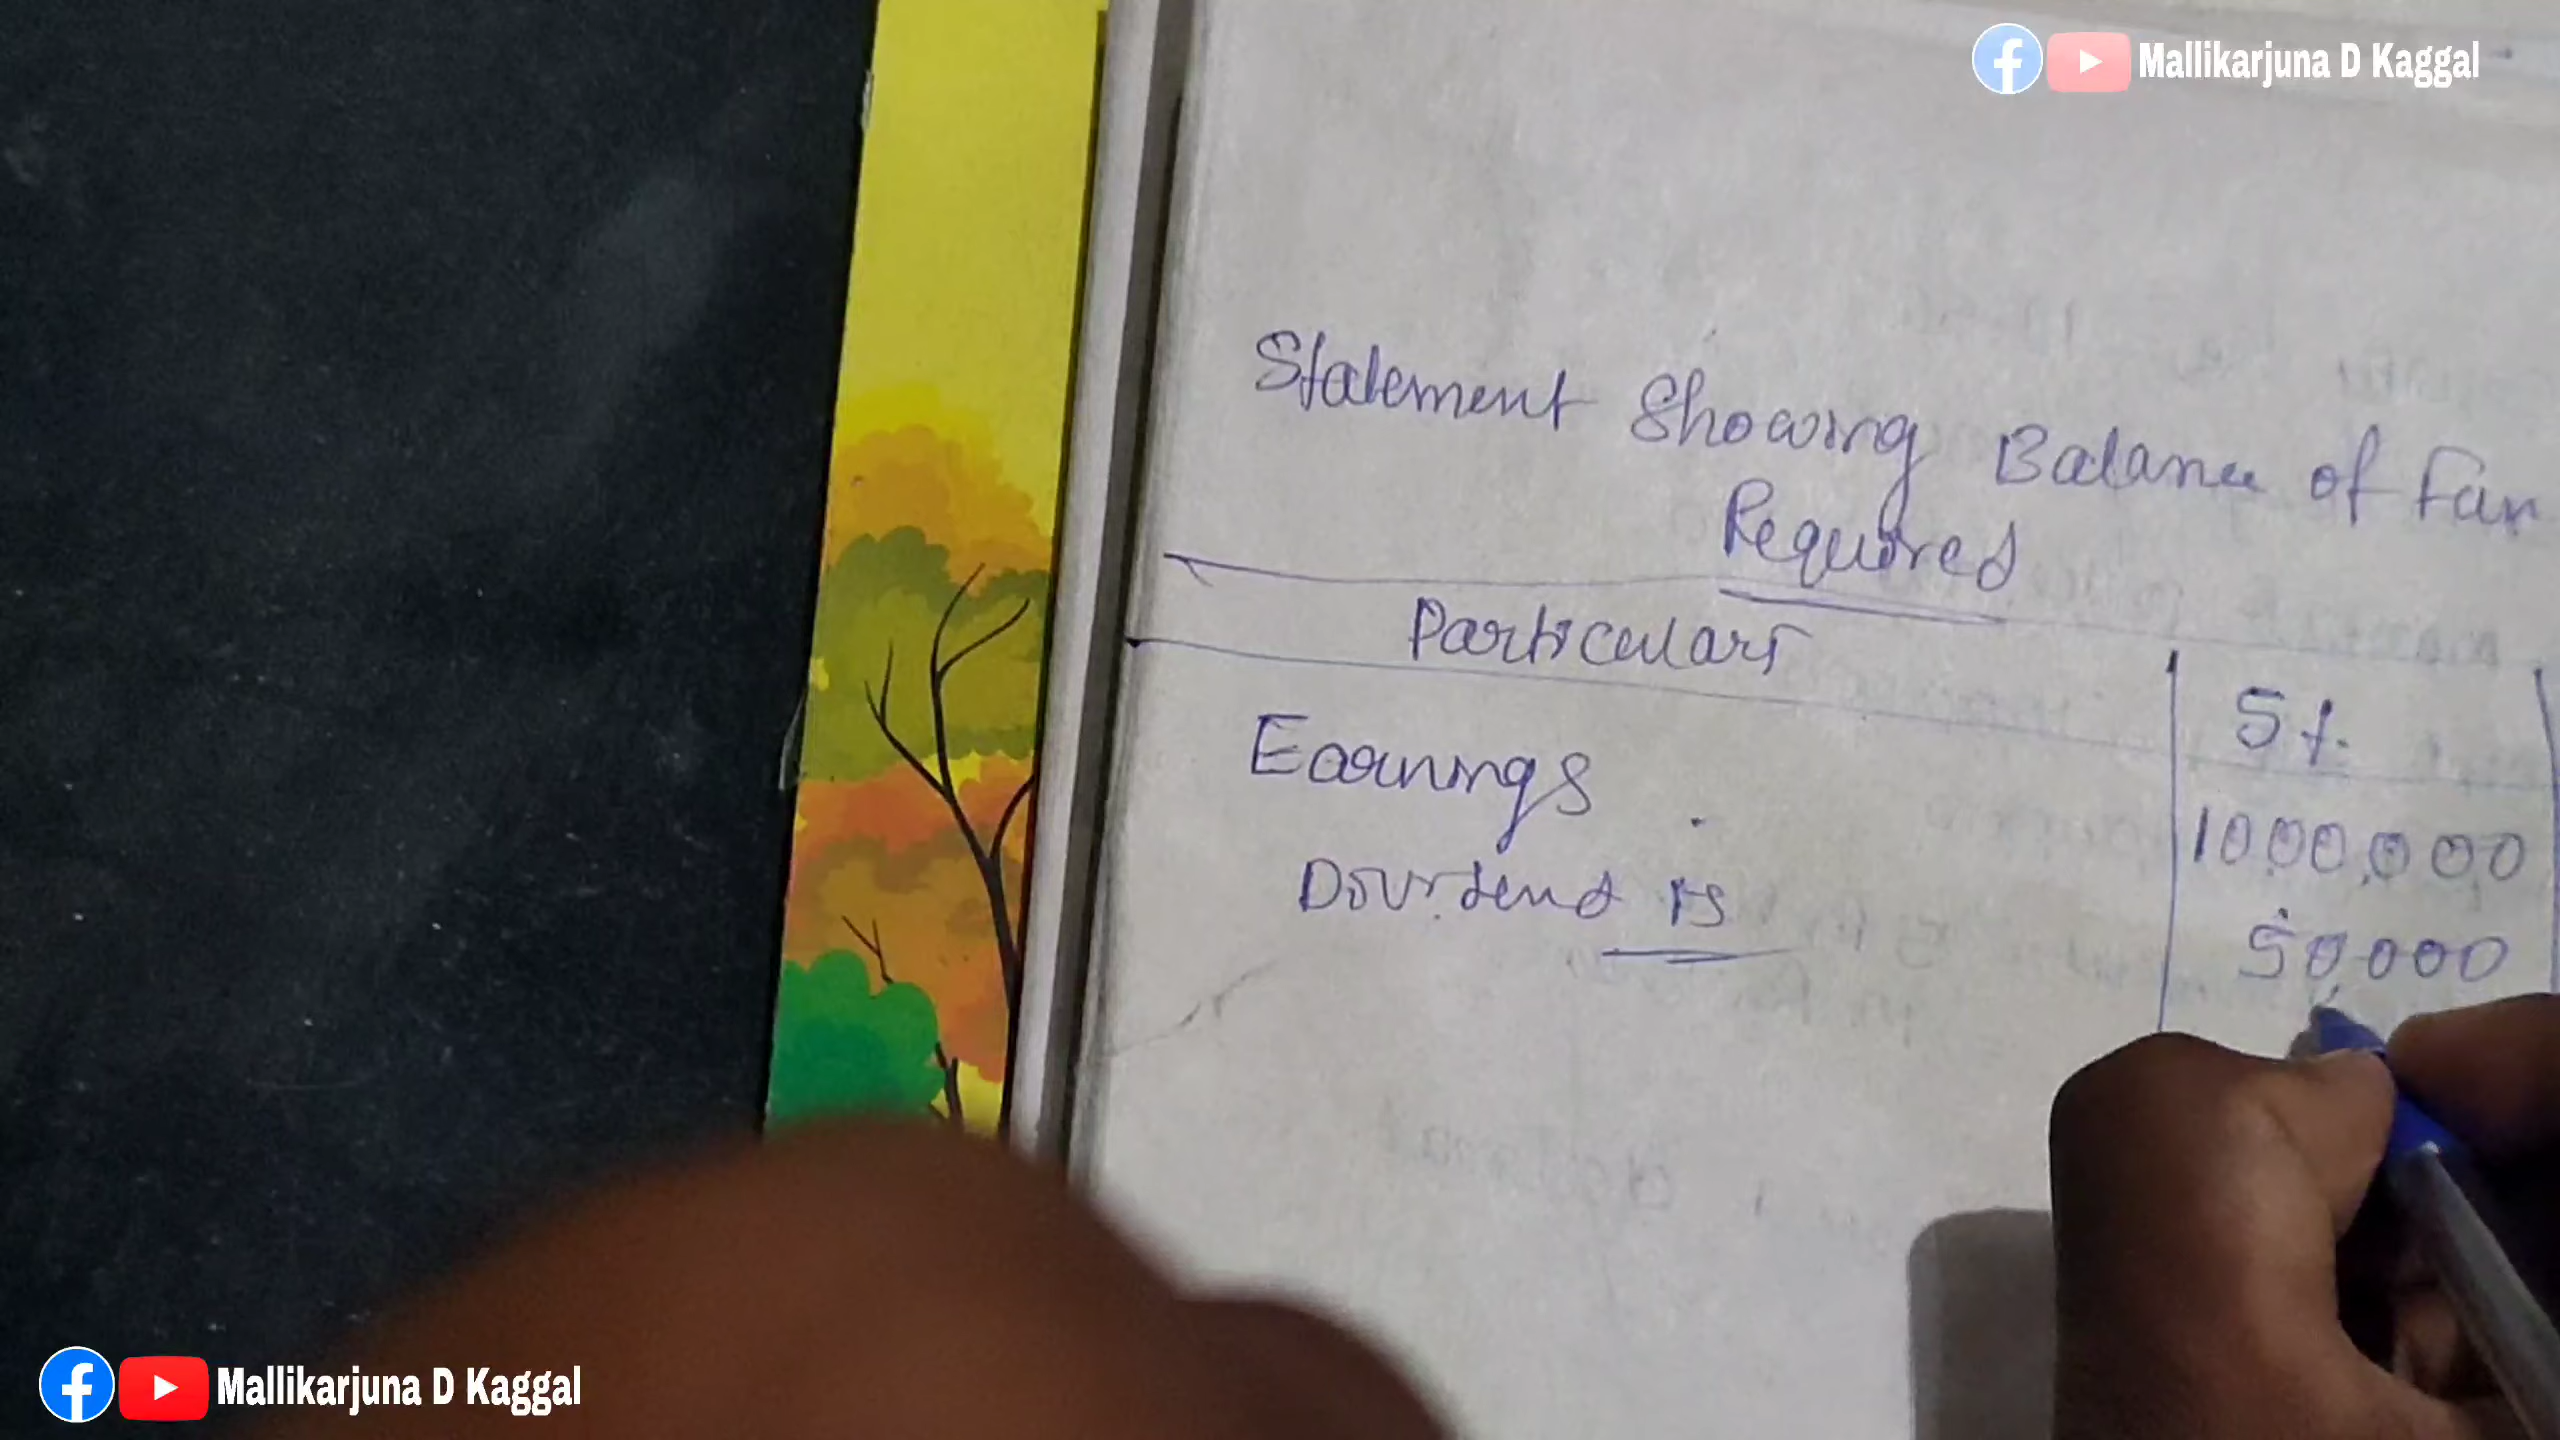 Mallikarjuna D Kaggal
Statement Showing Balance of Fun
Required
Particulars 5%
Earnings 10,00,000
Dividend is 50,000
Mallikarjuna D Kaggal